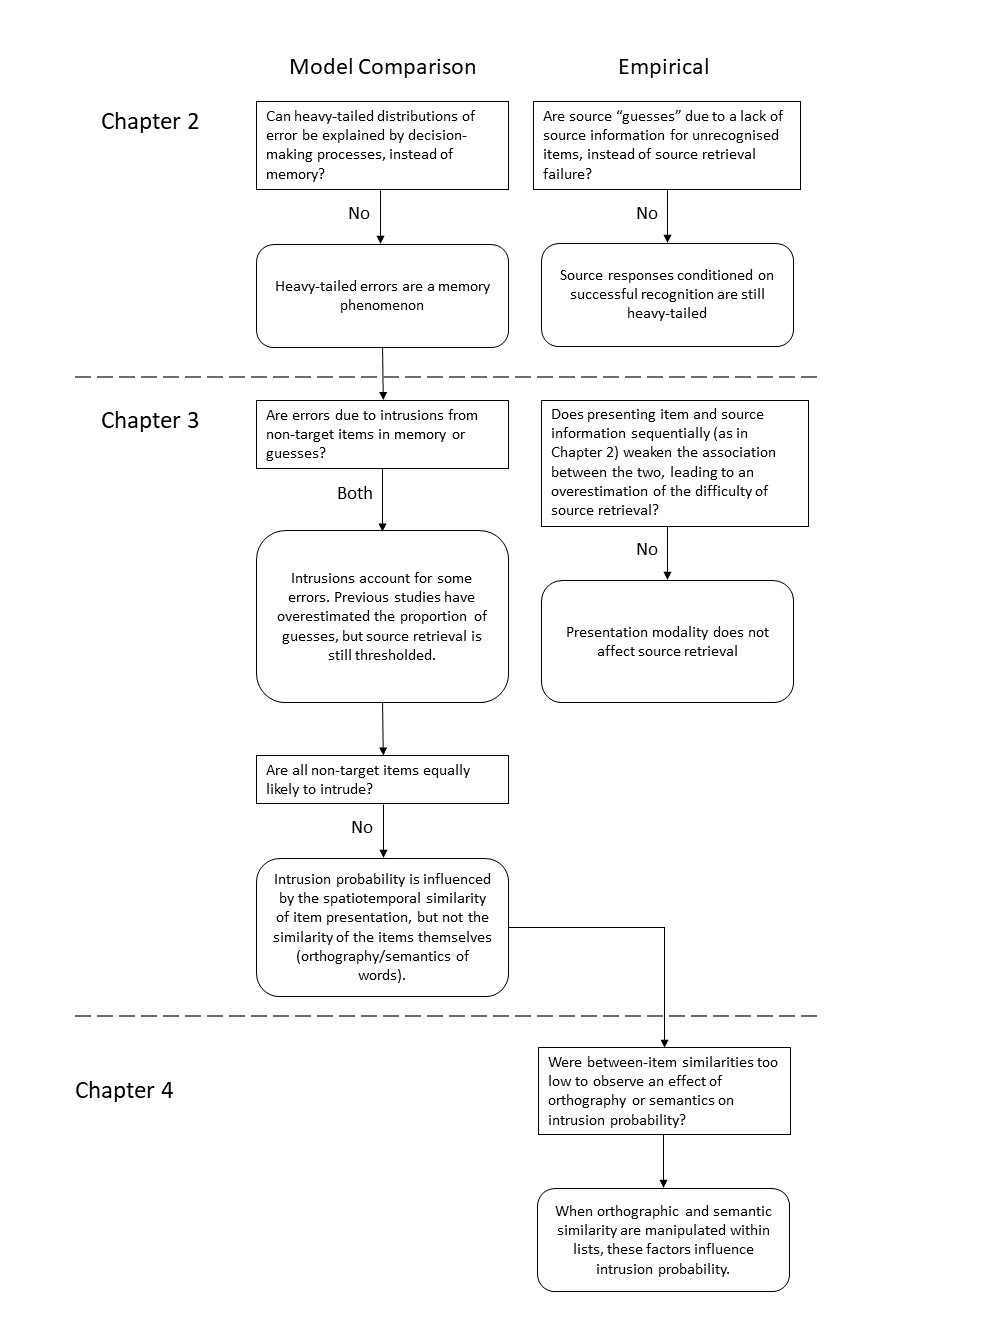 Model Comparison
Empirical
Chapter 2
Can heavy-tailed distributions of
error be explained by decision-
making processes, instead of
memory?
Are source “guesses” due to a lack of
source information for unrecognised
items, instead of source retrieval
failure?
No
No
Heavy-tailed errors are a memory
phenomenon
Source responses conditioned on
successful recognition are still
heavy-tailed
Chapter 3
Are errors due to intrusions from
non-target items in memory or
guesses?
Does presenting item and source
information sequentially (as in
Chapter 2) weaken the association
between the two, leading to an
overestimation of the difficulty of
source retrieval?
Both
No
Intrusions account for some
errors. Previous studies have
overestimated the proportion of
guesses, but source retrieval is
still thresholded.
Presentation modality does not
affect source retrieval
Are all non-target items equally
likely to intrude?
No
Intrusion probability is influenced
by the spatiotemporal similarity
of item presentation, but not the
similarity of the items themselves
(orthography/semantics of
words).
Chapter 4
Were between-item similarities too
low to observe an effect of
orthography or semantics on
intrusion probability?
When orthographic and semantic
similarity are manipulated within
lists, these factors influence
intrusion probability.